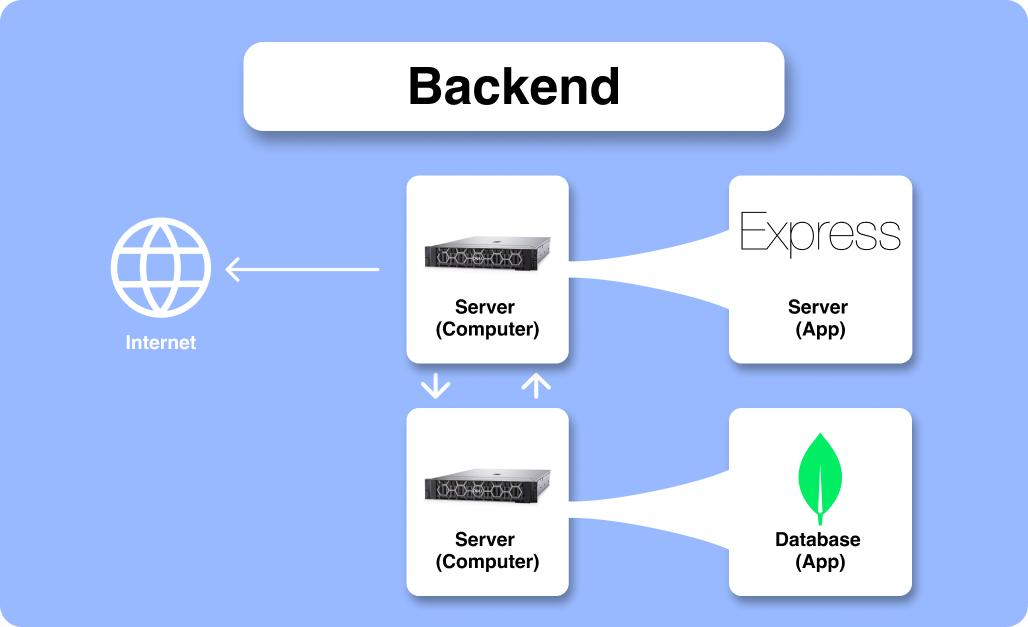 Backend
Express
Server
(Computer)
Server
(App)
Internet
Server
(Computer)
Database
(App)